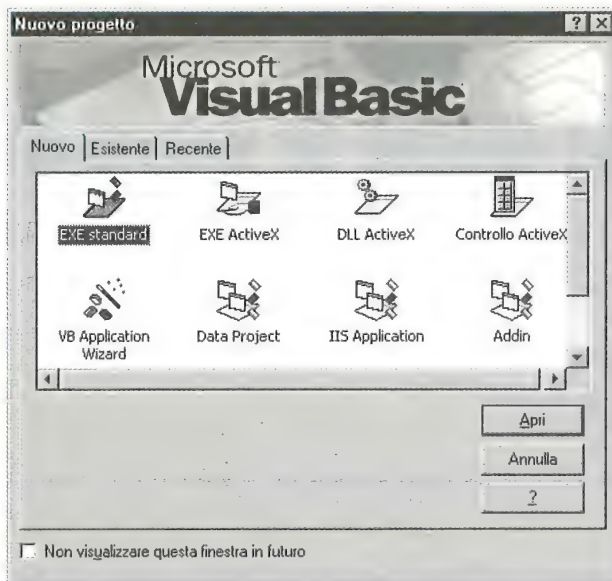 Nuovo progetto
Microsoft
Visual Basic
Nuovo Esistente Recente
EXE standard EXE ActiveX DLL ActiveX Controllo ActiveX
VB Application Wizard Data Project IIS Application Addin
Apri
Annulla
?
Non visualizzare questa finestra in futuro